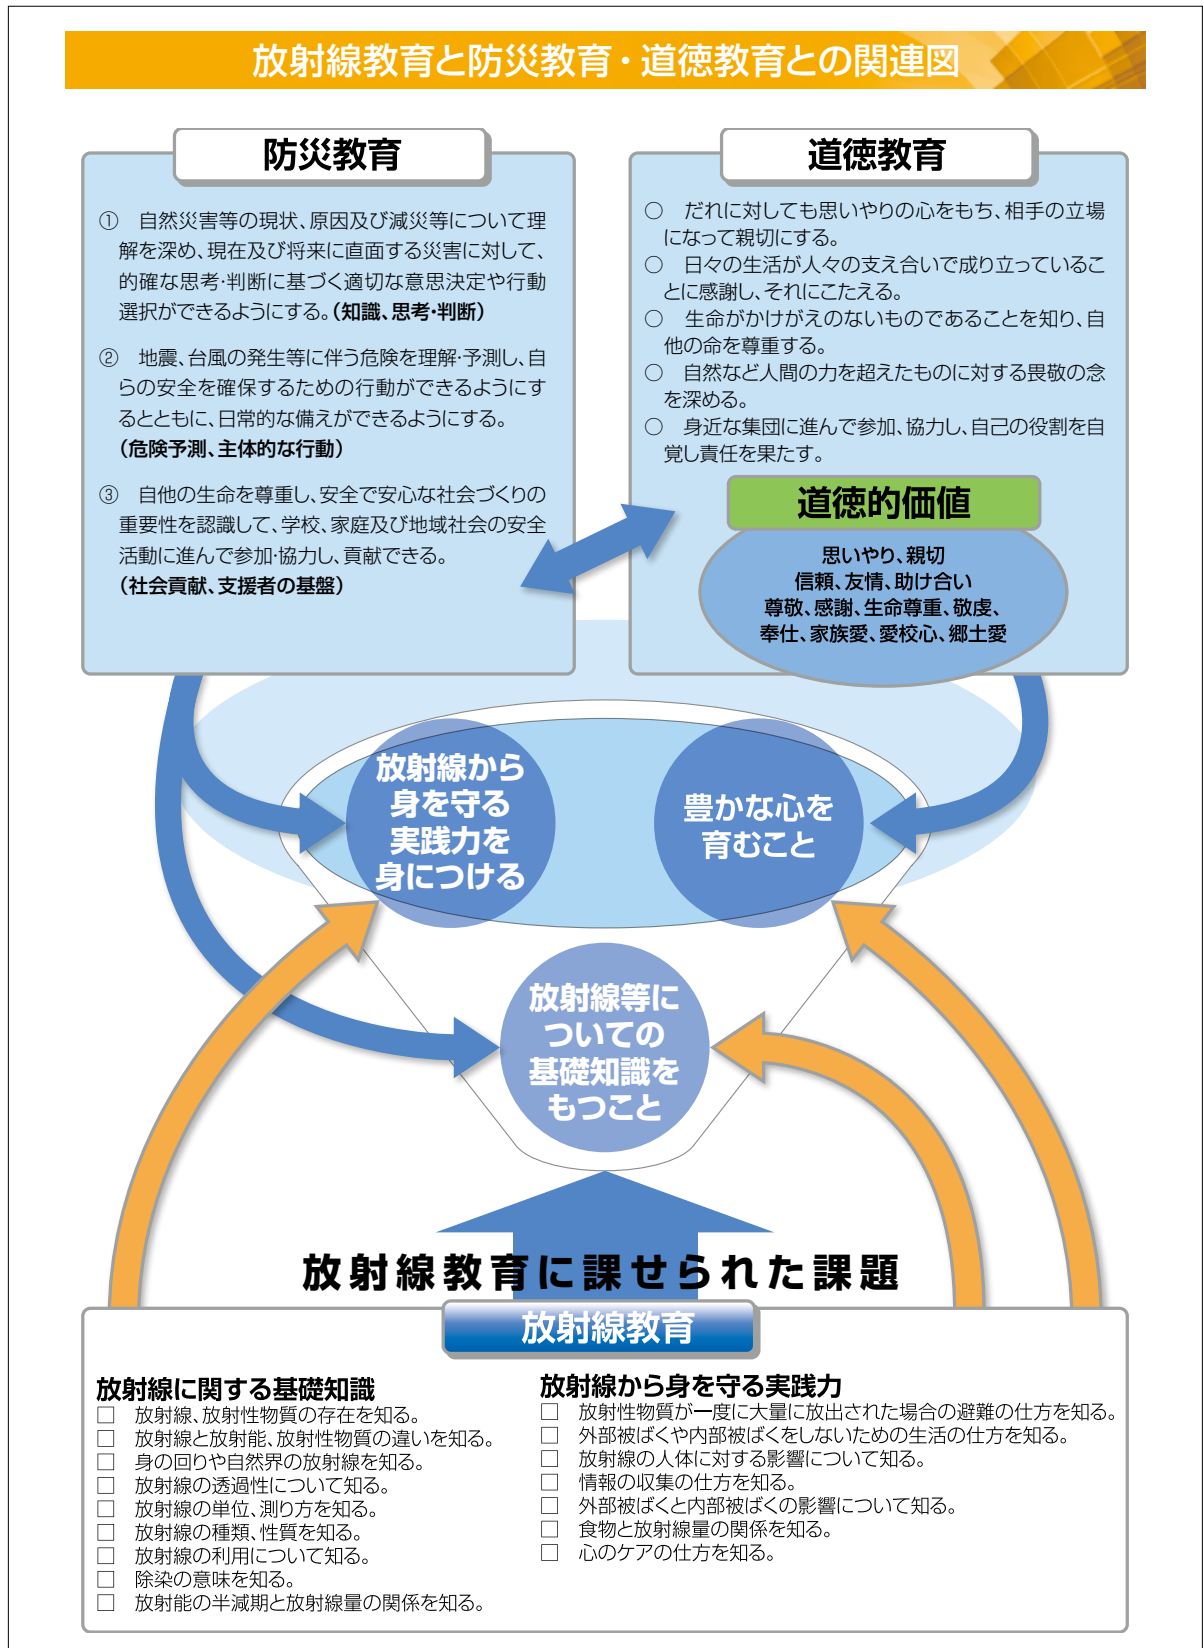 放射線教育と防災教育・道徳教育との関連図
防災教育
① 自然災害等の現状、原因及び減災等について理
解を深め、現在及び将来に直面する災害に対して、
的確な思考・判断に基づく適切な意思決定や行動
選択ができるようにする。(知識、思考・判断)
② 地震、台風の発生等に伴う危険を理解・予測し、自
らの安全を確保するための行動ができるようにす
るとともに、日常的な備えができるようにする。
(危険予測、主体的な行動)
③ 自他の生命を尊重し、安全で安心な社会づくりの
重要性を認識して、学校、家庭及び地域社会の安全
活動に進んで参加・協力し、貢献できる。
(社会貢献、支援者の基盤)
道徳教育
○ だれに対しても思いやりの心をもち、相手の立場
になって親切にする。
○ 日々の生活が人々の支え合いで成り立っているこ
とに感謝し、それにこたえる。
○ 生命がかけがえのないものであることを知り、自
他の命を尊重する。
○ 自然など人間の力を超えたものに対する畏敬の念
を深める。
○ 身近な集団に進んで参加、協力し、自己の役割を自
覚し責任を果たす。
道徳的価値
思いやり、親切
信頼、友情、助け合い
尊敬、感謝、生命尊重、敬虔、
奉仕、家族愛、愛校心、郷土愛
放射線から
身を守る
実践力を
身につける
豊かな心を
育むこと
放射線等に
ついての
基礎知識を
もつこと
放射線教育に課せられた課題
放射線教育
放射線に関する基礎知識
□ 放射線、放射性物質の存在を知る。
□ 放射線と放射能、放射性物質の違いを知る。
□ 身の回りや自然界の放射線を知る。
□ 放射線の透過性について知る。
□ 放射線の単位、測り方を知る。
□ 放射線の種類、性質を知る。
□ 放射線の利用について知る。
□ 除染の意味を知る。
□ 放射能の半減期と放射線量の関係を知る。
放射線から身を守る実践力
□ 放射性物質が一度に大量に放出された場合の避難の仕方を知る。
□ 外部被ばくや内部被ばくをしないための生活の仕方を知る。
□ 放射線の人体に対する影響について知る。
□ 情報の収集の仕方を知る。
□ 外部被ばくと内部被ばくの影響について知る。
□ 食物と放射線量の関係を知る。
□ 心のケアの仕方を知る。